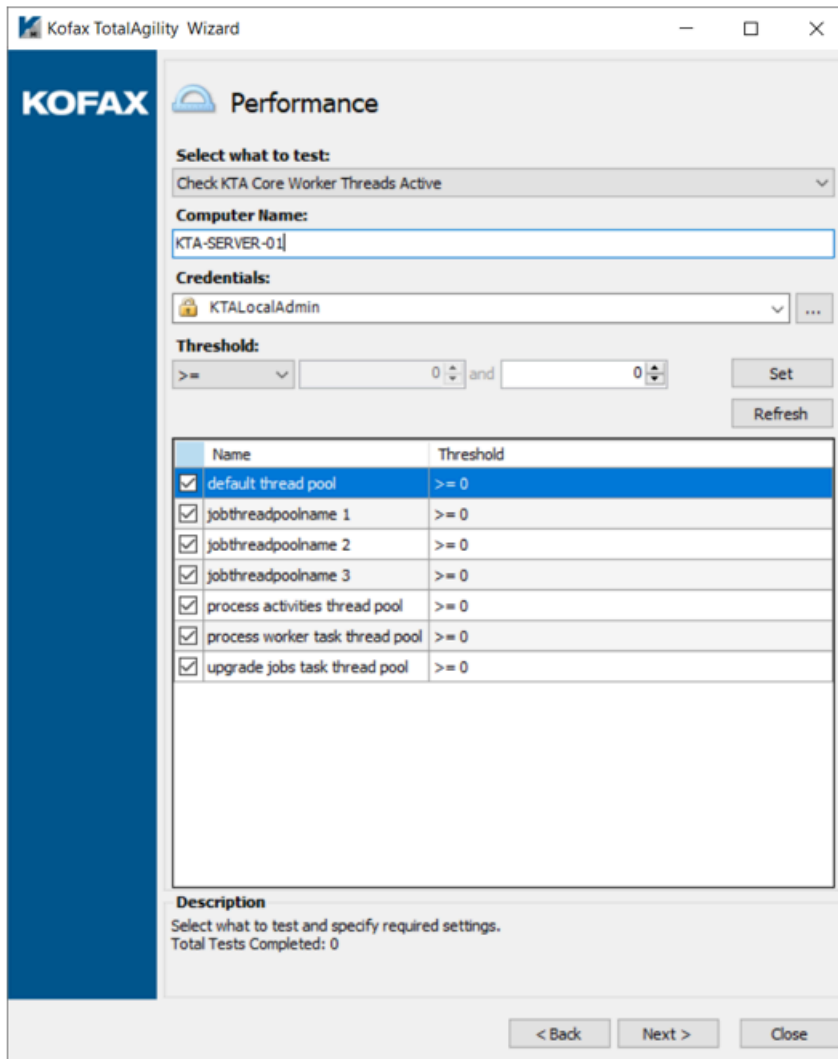 Kofax TotalAgility Wizard
KOFAX
Performance
Select what to test:
Check KTA Core Worker Threads Active
Computer Name:
KTA-SERVER-01
Credentials:
KTALocalAdmin
...
Threshold:
>= 0 and 0 Set
Refresh
Name Threshold
default thread pool >= 0
jobthreadpoolname 1 >= 0
jobthreadpoolname 2 >= 0
jobthreadpoolname 3 >= 0
process activities thread pool >= 0
process worker task thread pool >= 0
upgrade jobs task thread pool >= 0
Description
Select what to test and specify required settings.
Total Tests Completed: 0
< Back Next > Close